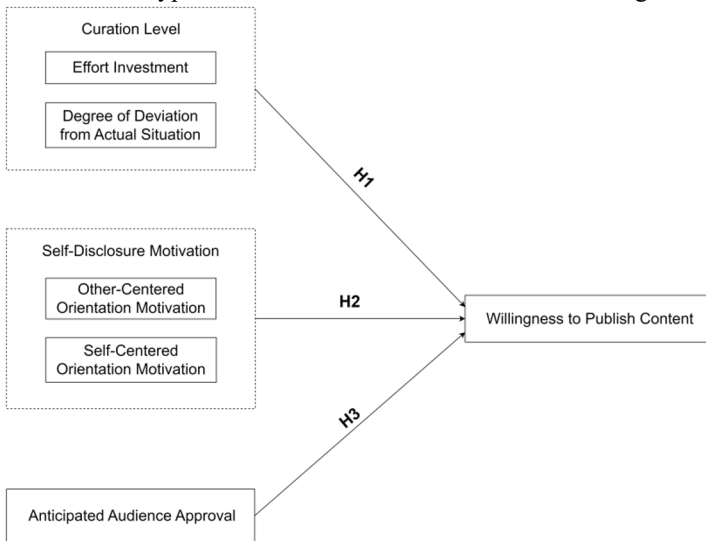 Curation Level
Effort Investment
Degree of Deviation
from Actual Situation
H1
Self-Disclosure Motivation
Other-Centered
Orientation Motivation
Self-Centered
Orientation Motivation
H2
Willingness to Publish Content
H3
Anticipated Audience Approval